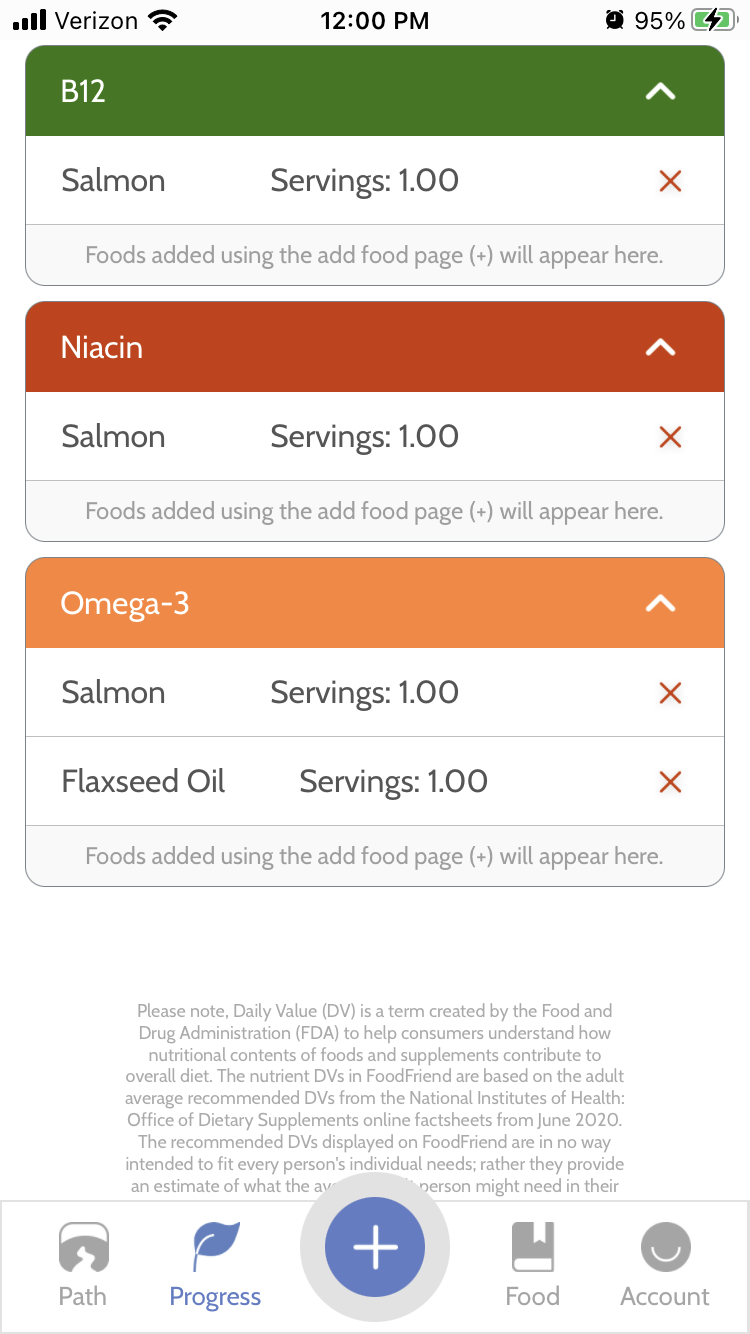 Verizon 12:00 PM 95%
B12
Salmon Servings: 1.00
Foods added using the add food page (+) will appear here.
Niacin
Salmon Servings: 1.00
Foods added using the add food page (+) will appear here.
Omega-3
Salmon Servings: 1.00
Flaxseed Oil Servings: 1.00
Foods added using the add food page (+) will appear here.
Please note, Daily Value (DV) is a term created by the Food and
Drug Administration (FDA) to help consumers understand how
nutritional contents of foods and supplements contribute to
overall diet. The nutrient DVs in FoodFriend are based on the adult
average recommended DVs from the National Institutes of Health:
Office of Dietary Supplements online factsheets from June 2020.
The recommended DVs displayed on FoodFriend are in no way
intended to fit every person's individual needs; rather they provide
an estimate of what the person might need in their
Path Progress Food Account